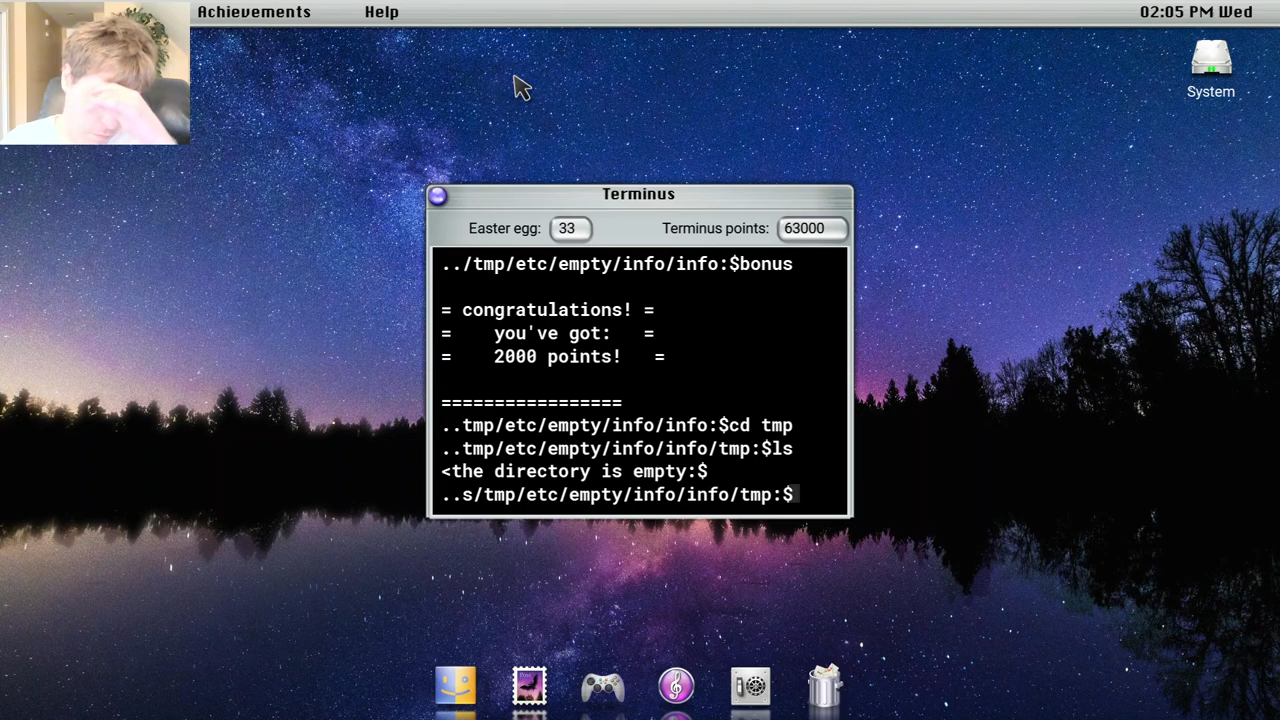 Achievements Help 02:05 PM Wed
System
Terminus
Easter egg: 33 Terminus points: 63000
../tmp/etc/empty/info/info:$bonus
= congratulations! =
= you've got: =
= 2000 points! =
=================
..tmp/etc/empty/info/info:$cd tmp
..tmp/etc/empty/info/info/tmp:$ls
<the directory is empty:$
..s/tmp/etc/empty/info/info/tmp:$